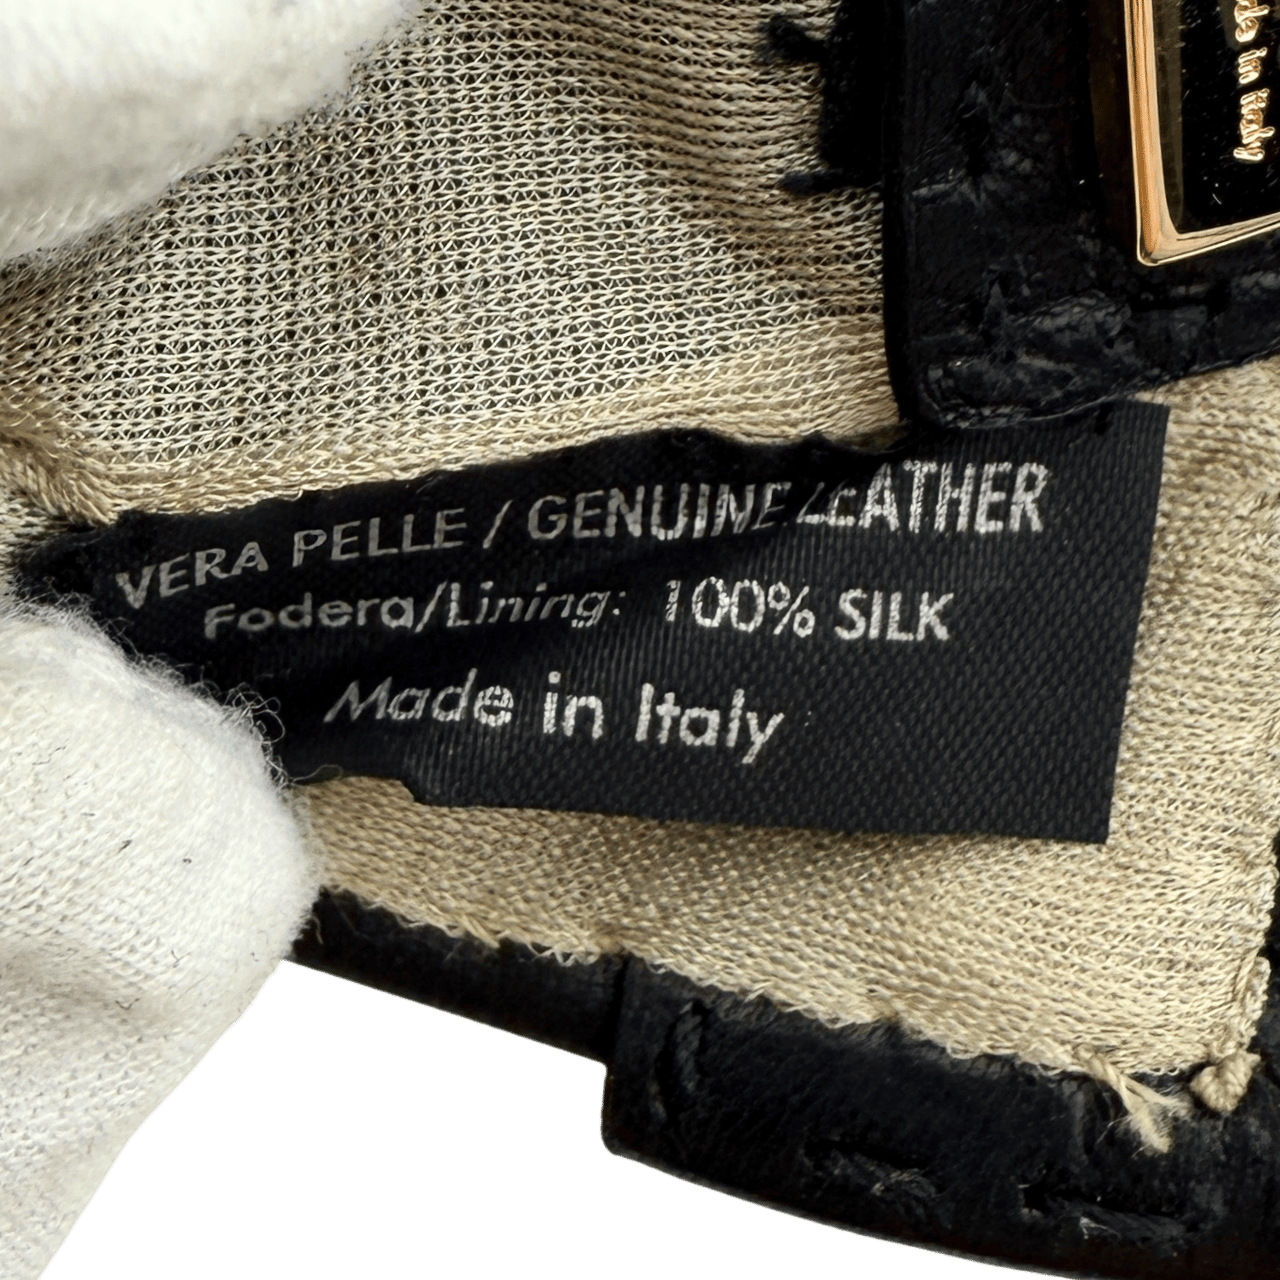 VERA PELLE / GENUINE LEATHER
Fodera/Lining: 100% SILK
Made in Italy